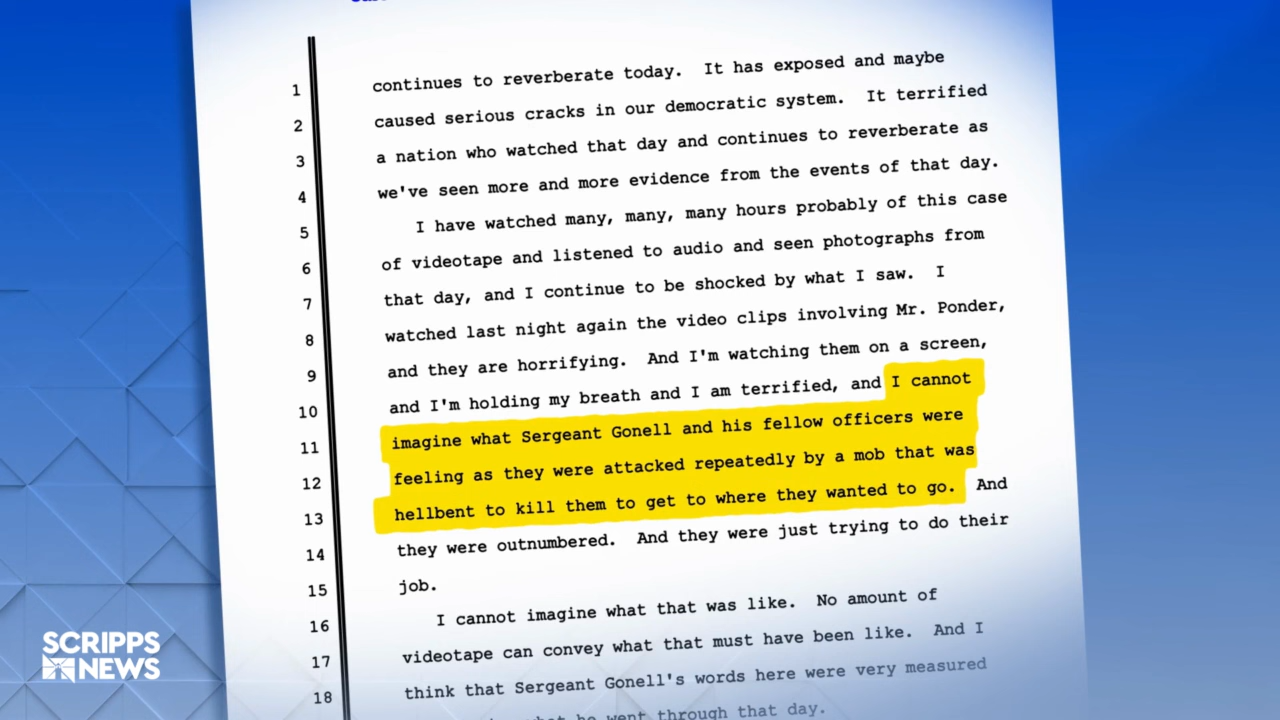 1 continues to reverberate today. It has exposed and maybe
2 caused serious cracks in our democratic system. It terrified
3 a nation who watched that day and continues to reverberate as
4 we've seen more and more evidence from the events of that day.
5 I have watched many, many, many hours probably of this case
6 of videotape and listened to audio and seen photographs from
7 that day, and I continue to be shocked by what I saw. I
8 watched last night again the video clips involving Mr. Ponder,
9 and they are horrifying. And I'm watching them on a screen,
10 and I'm holding my breath and I am terrified, and I cannot
11 imagine what Sergeant Gonell and his fellow officers were
12 feeling as they were attacked repeatedly by a mob that was
13 hellbent to kill them to get to where they wanted to go. And
14 they were outnumbered. And they were just trying to do their
15 job.
16 I cannot imagine what that was like. No amount of
17 videotape can convey what that must have been like. And I
18 think that Sergeant Gonell's words here were very measured
what he went through that day.
SCRIPPS
NEWS